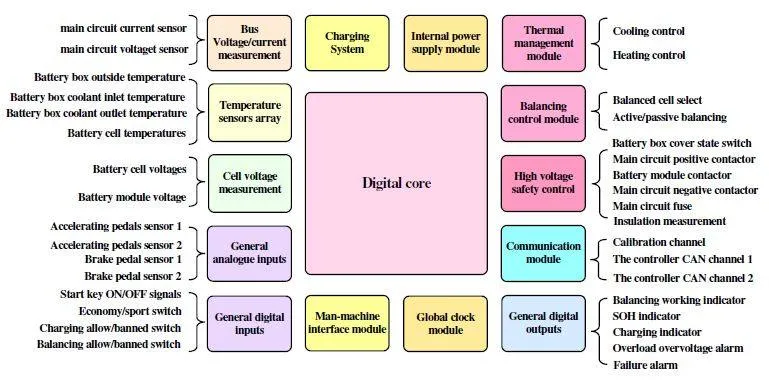 main circuit current sensor
main circuit voltaget sensor
Bus
Voltage/current
measurement
Charging
System
Internal power
supply module
Thermal
management
module
Cooling control
Heating control
Battery box outside temperature
Battery box coolant inlet temperature
Battery box coolant outlet temperature
Battery cell temperatures
Temperature
sensors array
Digital core
Balancing
control module
Balanced cell select
Active/passive balancing
Battery cell voltages
Battery module voltage
Cell voltage
measurement
High voltage
safety control
Battery box cover state switch
Main circuit positive contactor
Battery module contactor
Main circuit negative contactor
Main circuit fuse
Insulation measurement
Accelerating pedals sensor 1
Accelerating pedals sensor 2
Brake pedal sensor 1
Brake pedal sensor 2
General
analogue inputs
Communication
module
Calibration channel
The controller CAN channel 1
The controller CAN channel 2
Start key ON/OFF signals
Economy/sport switch
Charging allow/banned switch
Balancing allow/banned switch
General digital
inputs
Man-machine
interface module
Global clock
module
General digital
outputs
Balancing working indicator
SOH indicator
Charging indicator
Overload overvoltage alarm
Failure alarm